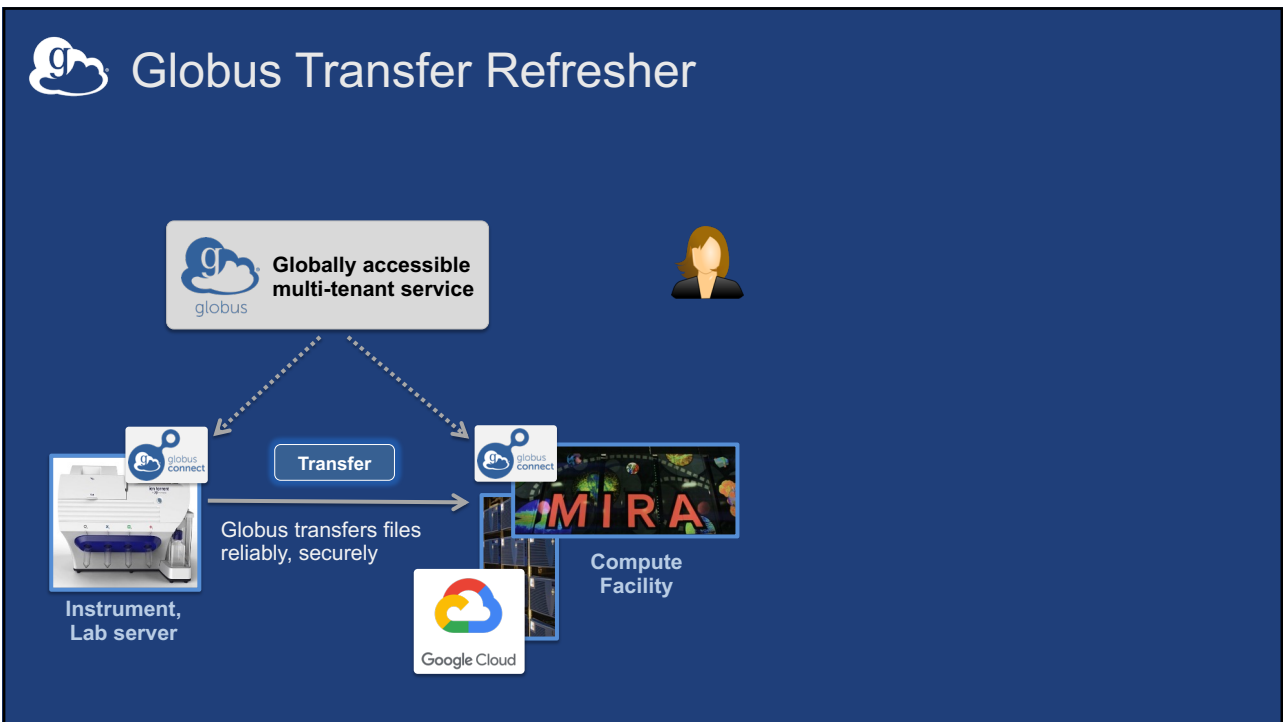 g
Globus Transfer Refresher
g
globus
Globally accessible
multi-tenant service
g
globus
connect
Transfer
g
globus
connect
Globus transfers files
reliably, securely
MIRA
Compute
Facility
Instrument,
Lab server
Google Cloud